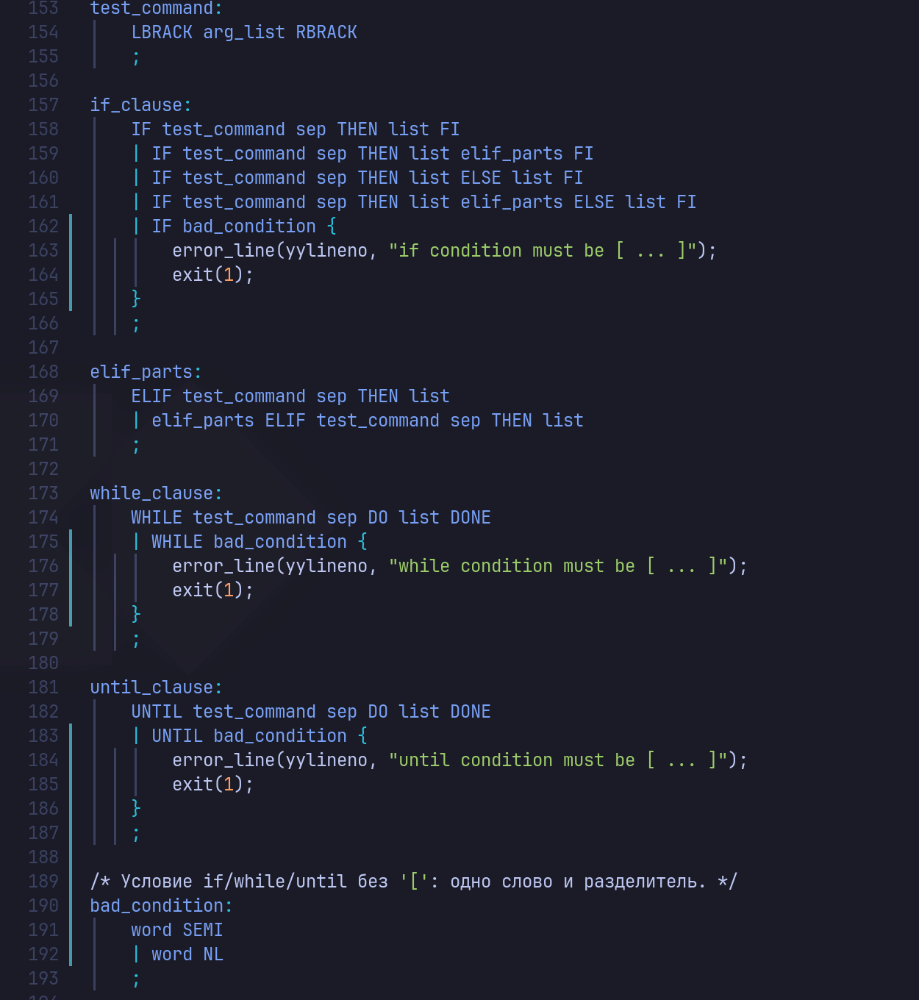 153 test_command:
154 LBRACK arg_list RBRACK
155 ;
156
157 if_clause:
158 IF test_command sep THEN list FI
159 | IF test_command sep THEN list elif_parts FI
160 | IF test_command sep THEN list ELSE list FI
161 | IF test_command sep THEN list elif_parts ELSE list FI
162 | IF bad_condition {
163 error_line(yylineno, "if condition must be [ ... ]");
164 exit(1);
165 }
166 ;
167
168 elif_parts:
169 ELIF test_command sep THEN list
170 | elif_parts ELIF test_command sep THEN list
171 ;
172
173 while_clause:
174 WHILE test_command sep DO list DONE
175 | WHILE bad_condition {
176 error_line(yylineno, "while condition must be [ ... ]");
177 exit(1);
178 }
179 ;
180
181 until_clause:
182 UNTIL test_command sep DO list DONE
183 | UNTIL bad_condition {
184 error_line(yylineno, "until condition must be [ ... ]");
185 exit(1);
186 }
187 ;
188
189 /* Условие if/while/until без '[': одно слово и разделитель. */
190 bad_condition:
191 word SEMI
192 | word NL
193 ;